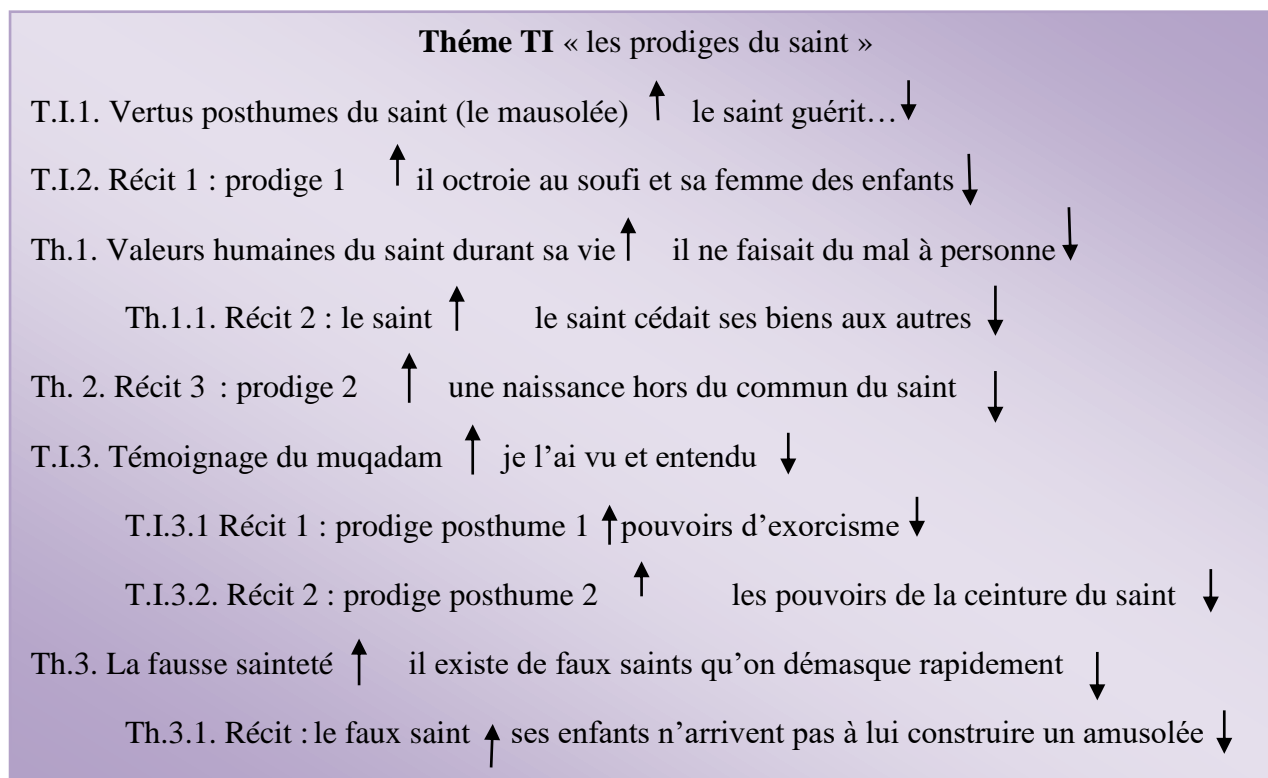 Théme TI « les prodiges du saint »
T.I.1. Vertus posthumes du saint (le mausolée) ↑ le saint guérit… ↓
T.I.2. Récit 1 : prodige 1 ↑ il octroie au soufi et sa femme des enfants ↓
Th.1. Valeurs humaines du saint durant sa vie ↑ il ne faisait du mal à personne ↓
Th.1.1. Récit 2 : le saint ↑ le saint cédait ses biens aux autres ↓
Th. 2. Récit 3 : prodige 2 ↑ une naissance hors du commun du saint ↓
T.I.3. Témoignage du muqadam ↑ je l’ai vu et entendu ↓
T.I.3.1 Récit 1 : prodige posthume 1 ↑ pouvoirs d’exorcisme ↓
T.I.3.2. Récit 2 : prodige posthume 2 ↑ les pouvoirs de la ceinture du saint ↓
Th.3. La fausse sainteté ↑ il existe de faux saints qu’on démasque rapidement ↓
Th.3.1. Récit : le faux saint ↑ ses enfants n’arrivent pas à lui construire un amusolée ↓